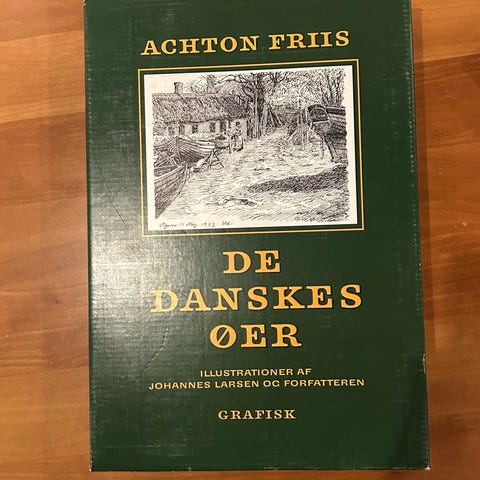 ACHTON FRIIS
DE
DANSKES
ØER
ILLUSTRATIONER AF
JOHANNES LARSEN OG FORFATTEREN
GRAFISK